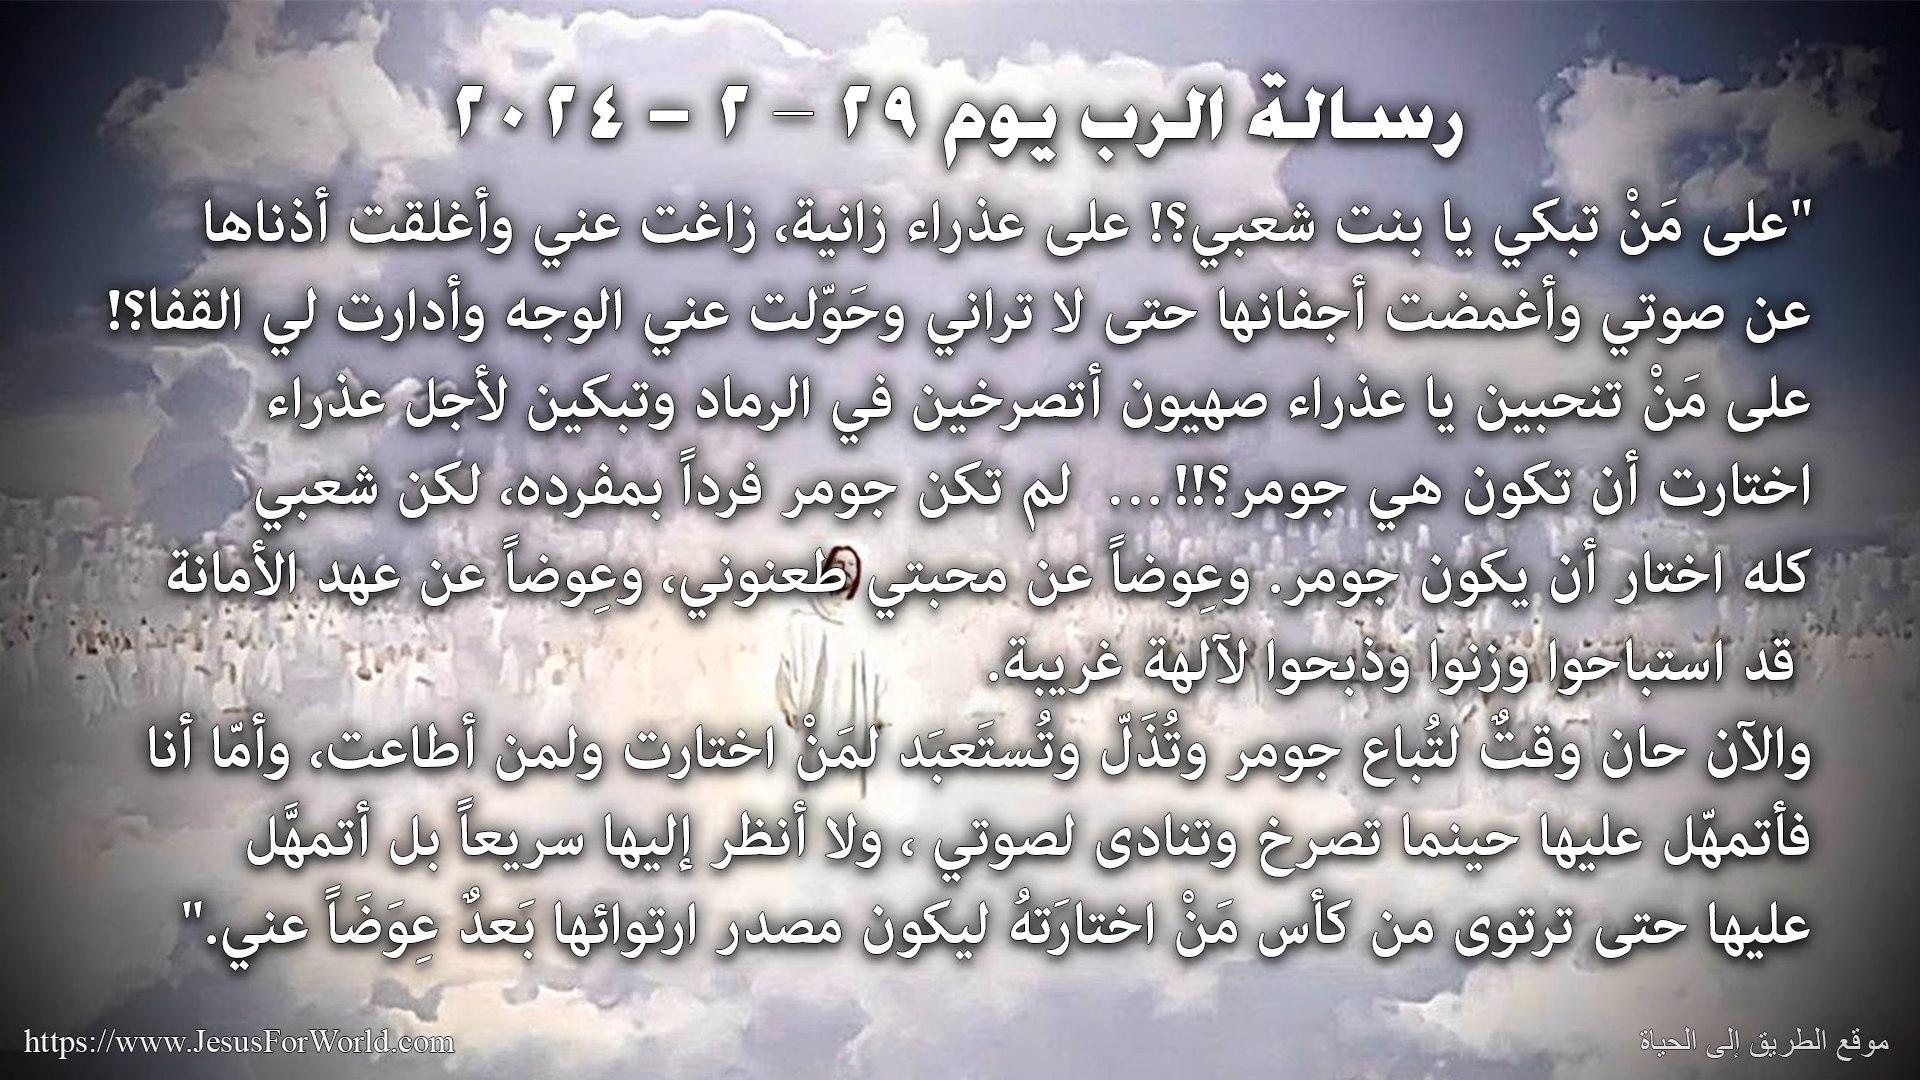 رسالة الرب يوم ٢٩ – ٢ – ٢٠٢٤
"على مَنْ تبكي يا بنت شعبي؟! على عذراء زانية، زاغت عني وأغلقت أذناها
عن صوتي وأغمضت أجفانها حتى لا تراني وحَوّلت عني الوجه وأدارت لي القفا؟!
على مَنْ تنحبين يا عذراء صهيون أتصرخين في الرماد وتبكين لأجل عذراء
اختارت أن تكون هي جومر؟!!... لم تكن جومر فرداً بمفرده، لكن شعبي
كله اختار أن يكون جومر. وعِوضاً عن محبتي طعنوني، وعِوضاً عن عهد الأمانة
قد استباحوا وزنوا وذبحوا لآلهة غريبة.
والآن حان وقتٌ لتُباع جومر وتُذَلّ وتُستَعبَد لمَنْ اختارت ولمن أطاعت، وأمّا أنا
فأتمهّل عليها حينما تصرخ وتنادى لصوتي ، ولا أنظر إليها سريعاً بل أتمهَّل
عليها حتى ترتوى من كأس مَنْ اختارَتهُ ليكون مصدر ارتوائها بَعدٌ عِوَضَاً عني."
https://www.JesusForWorld.com
موقع الطريق إلى الحياة